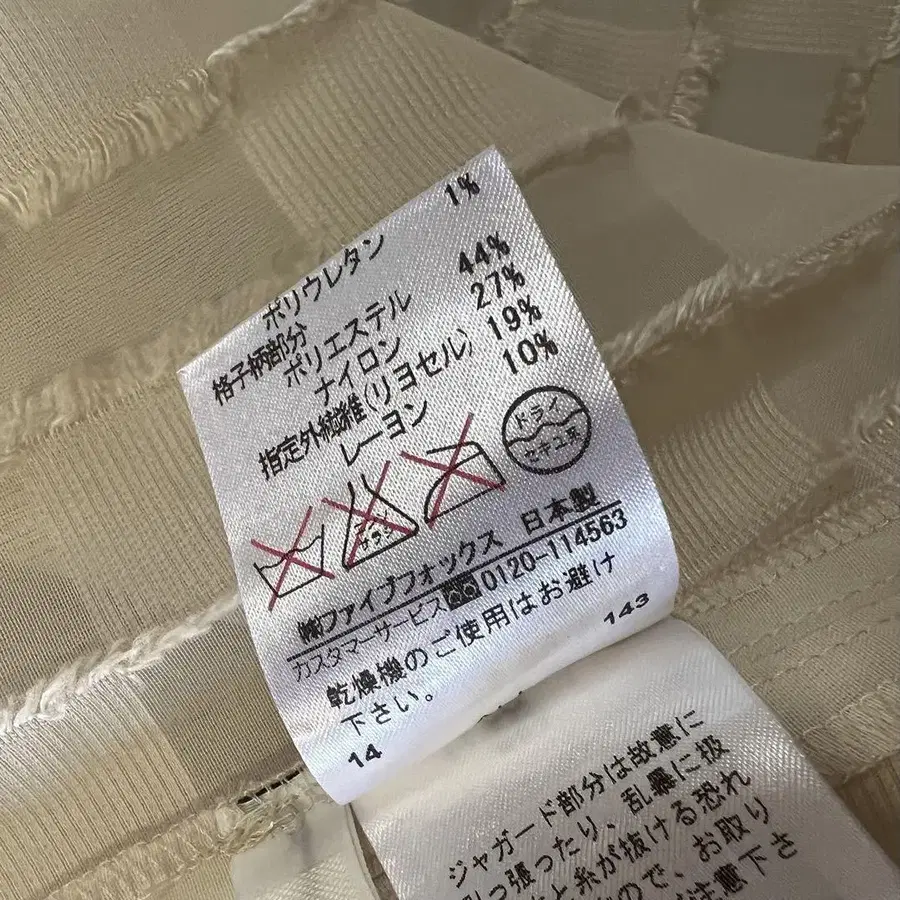 ポリウレタン 1%
格子柄部分
ポリエステル 44%
ナイロン 27%
指定外繊維(リヨセル) 19%
レーヨン 10%
エンソサラシ
ドライ
セキユ系
㈱ファイブフォックス 日本製
カスタマーサービス 0120-114563
乾燥機のご使用はお避け
下さい。
14 143
ジャガード部分は故意に
引っ張ったり、乱暴に扱
と糸が抜ける恐れ
ので、お取り
注意下さ